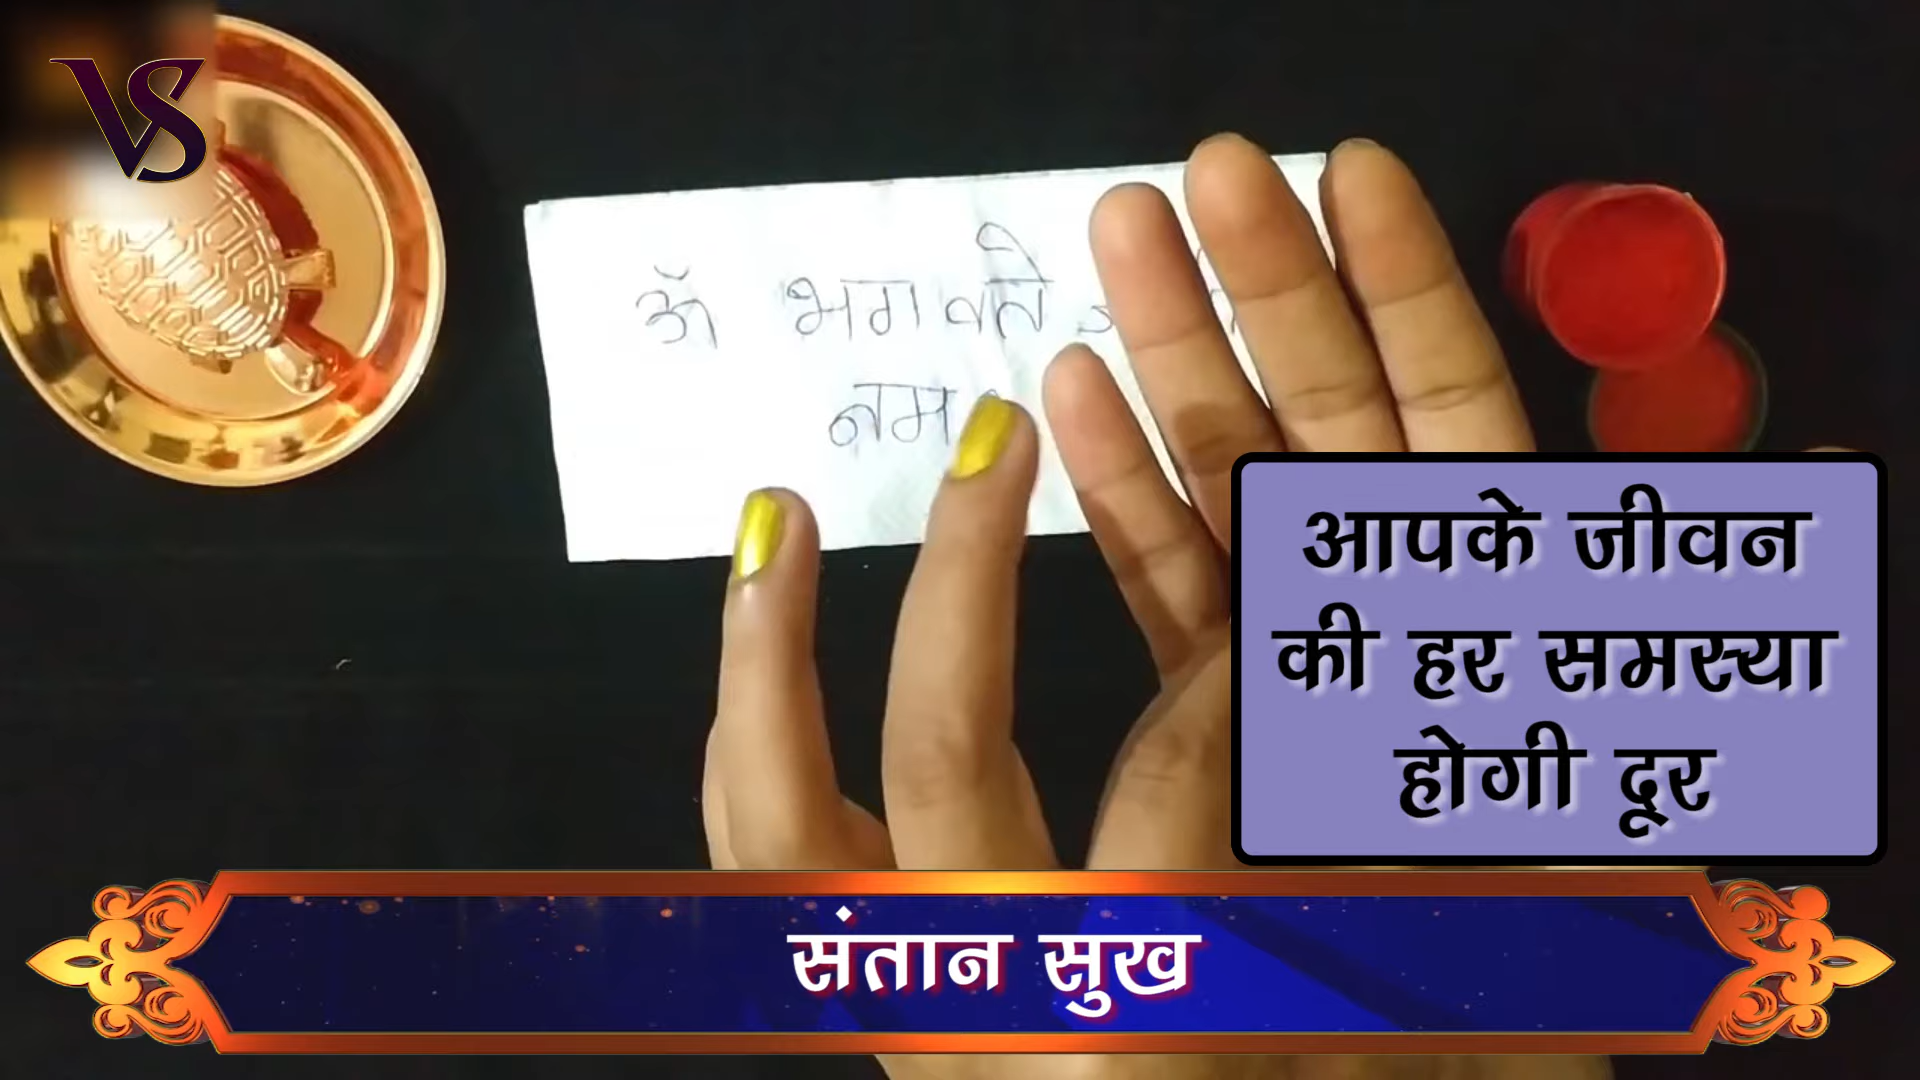 VS
ॐ भगवते
नम
आपके जीवन
की हर समस्या
होगी दूर
संतान सुख